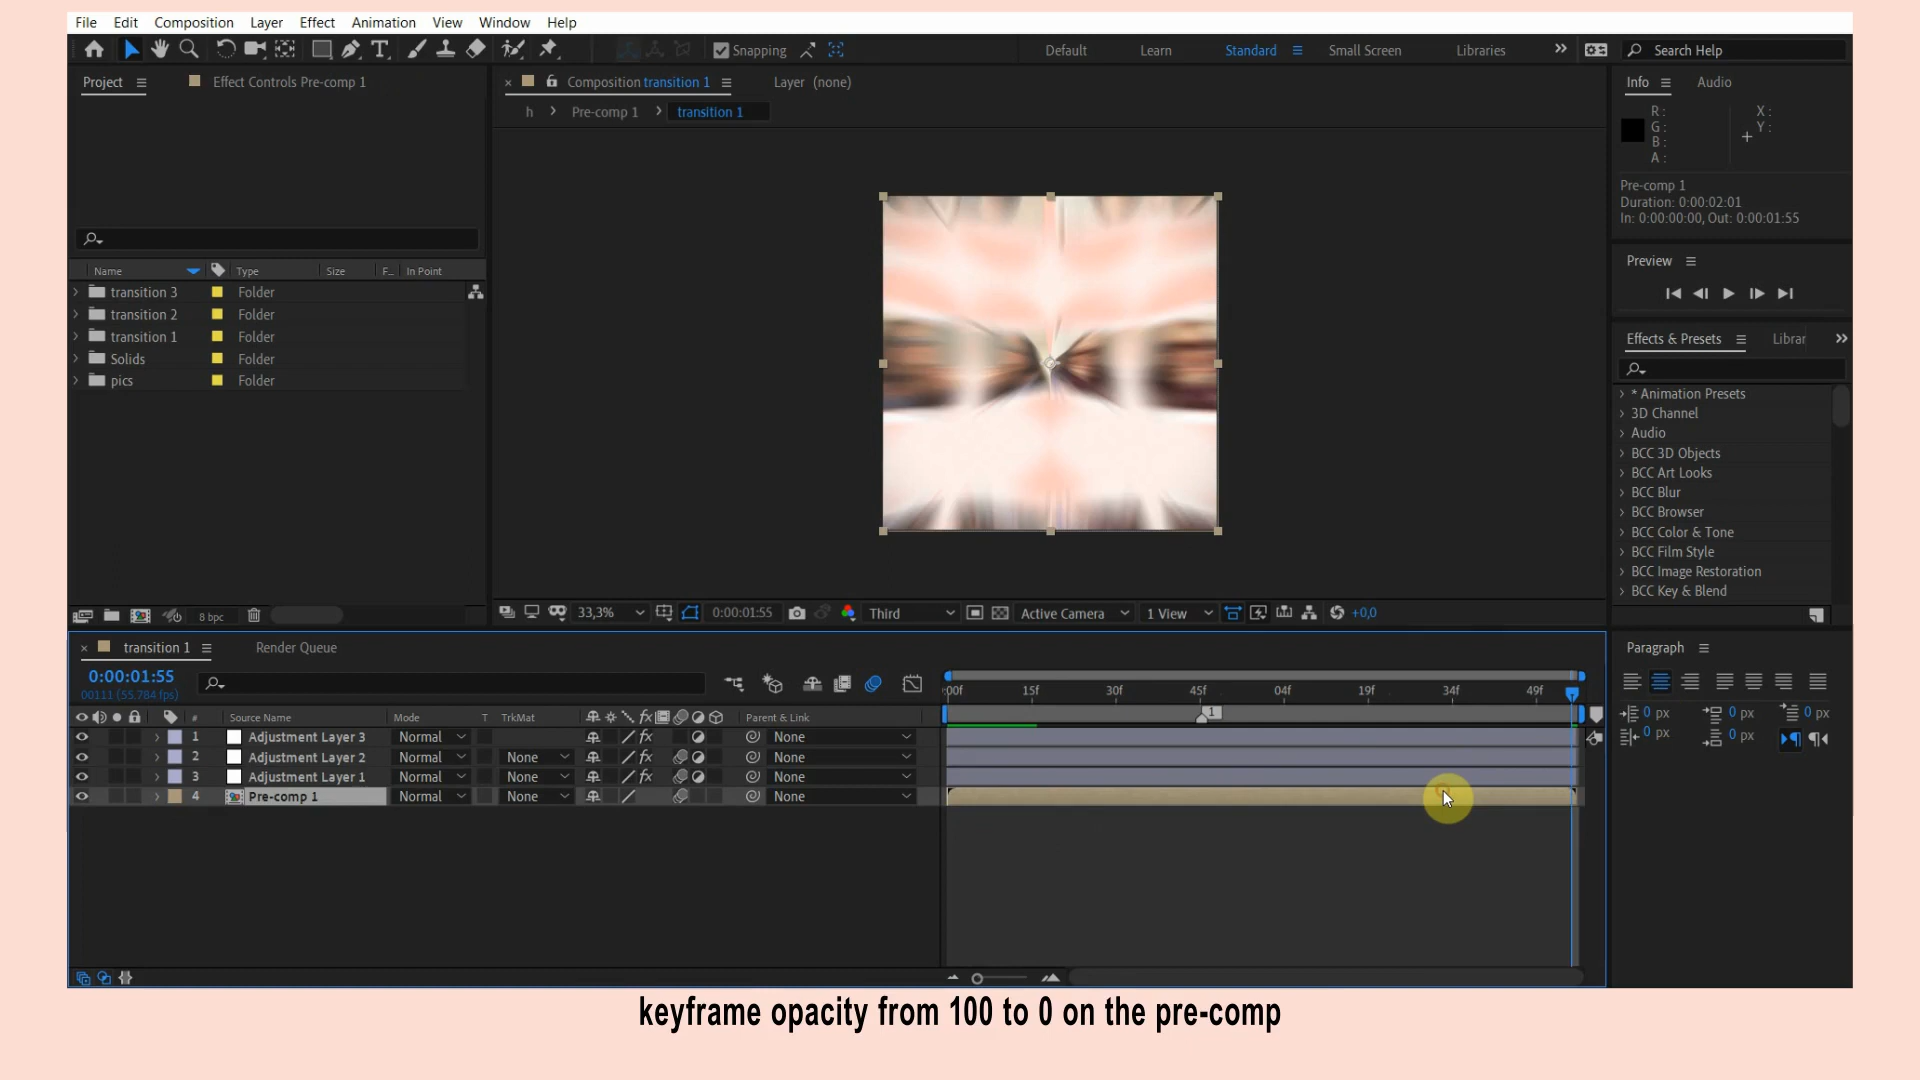 File Edit Composition Layer Effect Animation View Window Help
Snapping Default Learn Standard Small Screen Libraries Search Help
Project Effect Controls Pre-comp 1
Composition transition 1 Layer (none)
h Pre-comp 1 transition 1
Name Type Size F... In Point
transition 3 Folder
transition 2 Folder
transition 1 Folder
Solids Folder
pics Folder
8 bpc
33,3% 0:00:01:55 Third Active Camera 1 View +0,0
Info Audio
R: X:
G: Y:
B:
A:
Pre-comp 1
Duration: 0:00:02:01
In: 0:00:00:00, Out: 0:00:01:55
Preview
Effects & Presets Librar
* Animation Presets
3D Channel
Audio
BCC 3D Objects
BCC Art Looks
BCC Blur
BCC Browser
BCC Color & Tone
BCC Film Style
BCC Image Restoration
BCC Key & Blend
transition 1 Render Queue
0:00:01:55
00111 (55.784 fps)
:00f 15f 30f 45f 04f 19f 34f 49f
1
# Source Name Mode T TrkMat Parent & Link
1 Adjustment Layer 3 Normal None
2 Adjustment Layer 2 Normal None None
3 Adjustment Layer 1 Normal None None
4 Pre-comp 1 Normal None None
Paragraph
0 px 0 px 0 px
0 px 0 px
keyframe opacity from 100 to 0 on the pre-comp